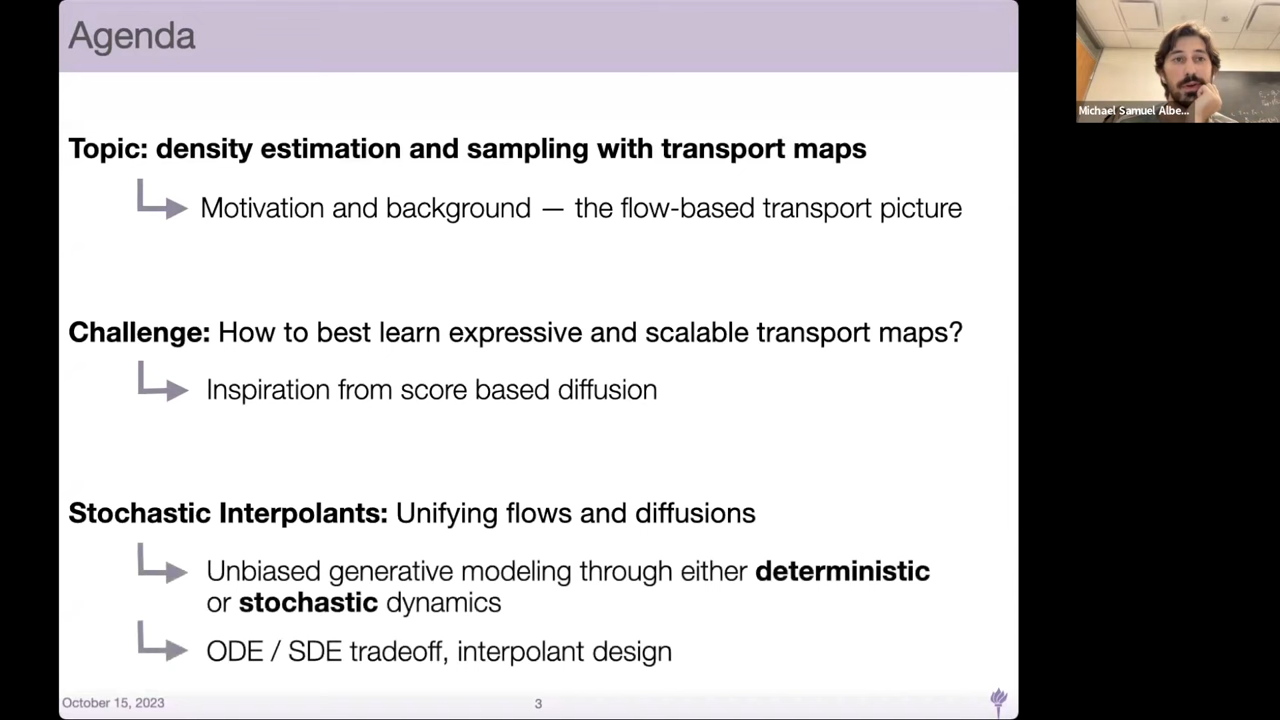 Agenda
Topic: density estimation and sampling with transport maps
Motivation and background — the flow-based transport picture
Challenge: How to best learn expressive and scalable transport maps?
Inspiration from score based diffusion
Stochastic Interpolants: Unifying flows and diffusions
Unbiased generative modeling through either deterministic
or stochastic dynamics
ODE / SDE tradeoff, interpolant design
October 15, 2023
3
Michael Samuel Albe...